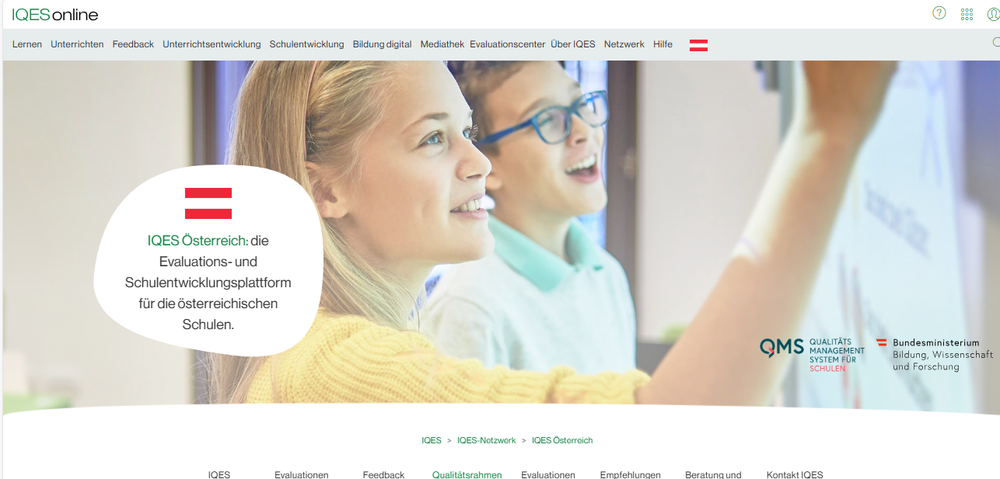 IQES online
Lernen Unterrichten Feedback Unterrichtsentwicklung Schulentwicklung Bildung digital Mediathek Evaluationscenter Über IQES Netzwerk Hilfe
IQES Österreich: die
Evaluations- und
Schulentwicklungsplattform
für die österreichischen
Schulen.
QMS
QUALITÄTS
MANAGEMENT
SYSTEM FÜR
SCHULEN
Bundesministerium
Bildung, Wissenschaft
und Forschung
IQES > IQES-Netzwerk > IQES Österreich
IQES Evaluationen Feedback Qualitätsrahmen Evaluationen Empfehlungen Beratung und Kontakt IQES